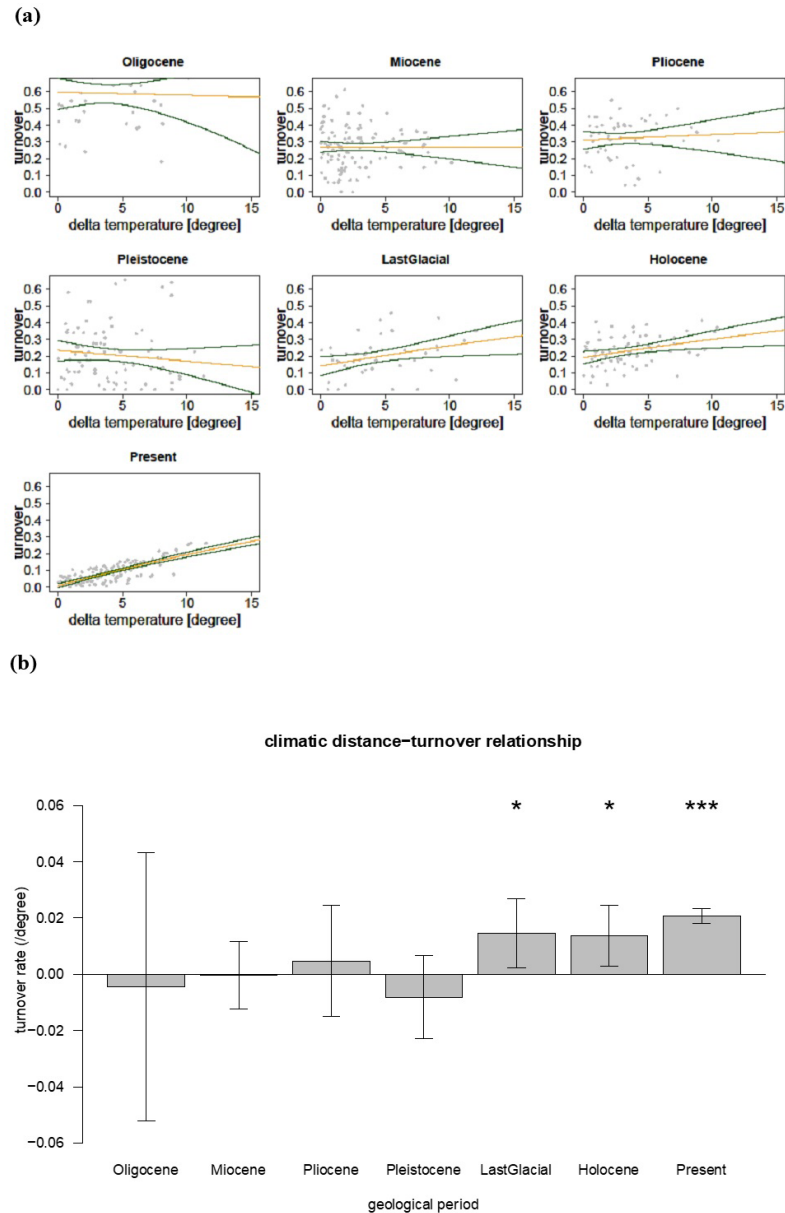 (a)
Oligocene
Miocene
Pliocene
turnover
0.6
0.5
0.4
0.3
0.2
0.1
0.0
turnover
0.6
0.5
0.4
0.3
0.2
0.1
0.0
turnover
0.6
0.5
0.4
0.3
0.2
0.1
0.0
0 5 10 15
0 5 10 15
0 5 10 15
delta temperature [degree]
delta temperature [degree]
delta temperature [degree]
Pleistocene
LastGlacial
Holocene
turnover
0.6
0.5
0.4
0.3
0.2
0.1
0.0
turnover
0.6
0.5
0.4
0.3
0.2
0.1
0.0
turnover
0.6
0.5
0.4
0.3
0.2
0.1
0.0
0 5 10 15
0 5 10 15
0 5 10 15
delta temperature [degree]
delta temperature [degree]
delta temperature [degree]
Present
turnover
0.6
0.5
0.4
0.3
0.2
0.1
0.0
0 5 10 15
delta temperature [degree]
(b)
climatic distance−turnover relationship
turnover rate (/degree)
0.06
0.04
0.02
0.00
−0.02
−0.04
−0.06
* * ***
Oligocene Miocene Pliocene Pleistocene LastGlacial Holocene Present
geological period